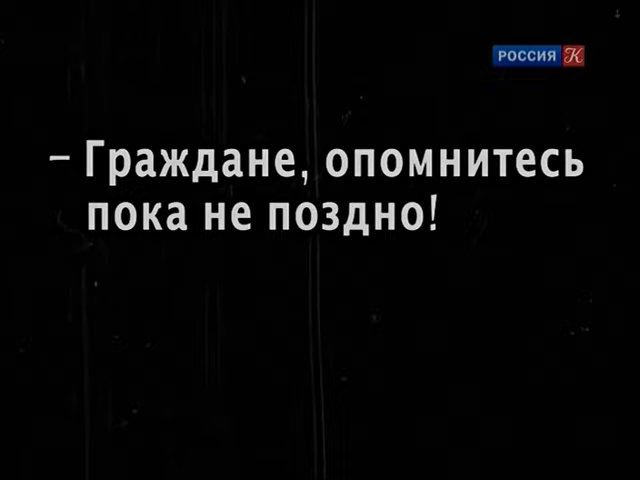 РОССИЯ К
– Граждане, опомнитесь
пока не поздно!